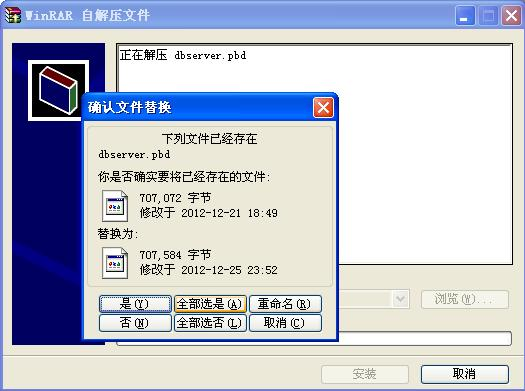 WinRAR 自解压文件
正在解压 dbserver.pbd
确认文件替换
下列文件已经存在
dbserver.pbd
你是否确实要将已经存在的文件:
707,072 字节
修改于 2012-12-21 18:49
替换为:
707,584 字节
修改于 2012-12-25 23:52
是(Y) 全部选是(A) 重命名(R)
否(N) 全部选否(L) 取消(C)
浏览(W)...
安装 取消